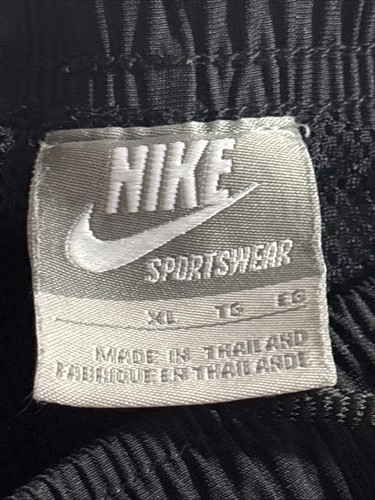 NIKE
SPORTSWEAR
XL TG EG
MADE IN THAILAND
FABRIQUE EN THAILANDE